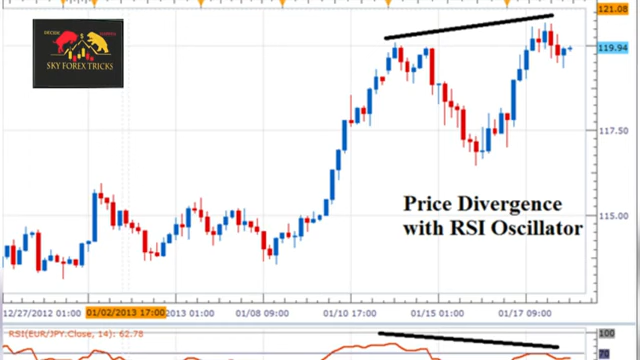 SKY FOREX TRICKS
121.08
119.94
117.50
Price Divergence
with RSI Oscillator
115.00
12/27/2012 01:00 01/02/2013 17:00 2013 01:00 01/08 09:00 01/10 17:00 01/15 01:00 01/17 09:00
RSI(EUR/JPY.Close, 14): 62.78
100
70